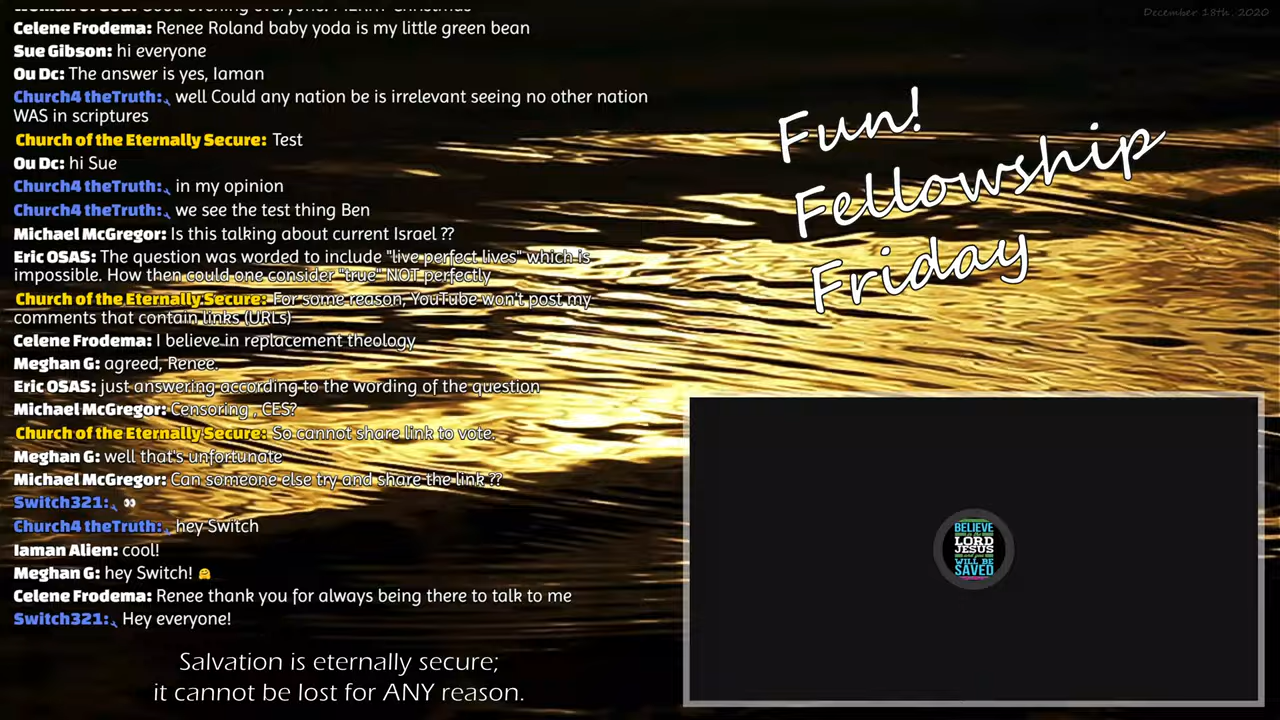 December 18th, 2020
Celene Frodema: Renee Roland baby yoda is my little green bean
Sue Gibson: hi everyone
Ou Dc: The answer is yes, Iaman
Church4 theTruth: well Could any nation be is irrelevant seeing no other nation
WAS in scriptures
Church of the Eternally Secure: Test
Ou Dc: hi Sue
Church4 theTruth: in my opinion
Church4 theTruth: we see the test thing Ben
Michael McGregor: Is this talking about current Israel ??
Eric OSAS: The question was worded to include "live perfect lives" which is
impossible. How then could one consider "true" NOT perfectly
Church of the Eternally Secure: For some reason, YouTube won't post my
comments that contain links (URLs)
Celene Frodema: I believe in replacement theology
Meghan G: agreed, Renee.
Eric OSAS: just answering according to the wording of the question
Michael McGregor: Censoring , CES?
Church of the Eternally Secure: So cannot share link to vote.
Meghan G: well that's unfortunate
Michael McGregor: Can someone else try and share the link ??
Switch321: 👀
Church4 theTruth: hey Switch
Iaman Alien: cool!
Meghan G: hey Switch! 🤗
Celene Frodema: Renee thank you for always being there to talk to me
Switch321: Hey everyone!
Salvation is eternally secure;
it cannot be lost for ANY reason.
Fun!
Fellowship
Friday
BELIEVE
LORD
JESUS
WILL BE
SAVED